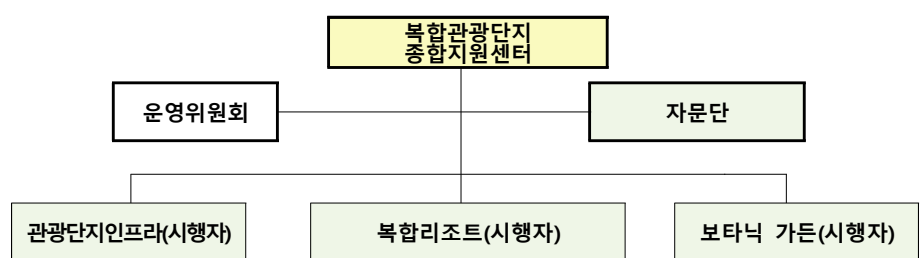 복합관광단지
종합지원센터
운영위원회
자문단
관광단지인프라(시행자)
복합리조트(시행자)
보타닉 가든(시행자)